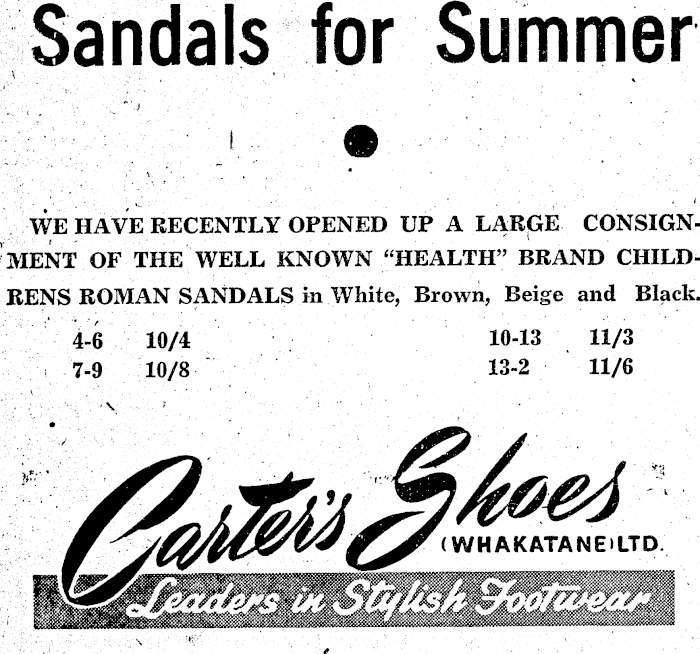 Sandals for Summer
WE HAVE RECENTLY OPENED UP A LARGE CONSIGN-
MENT OF THE WELL KNOWN "HEALTH" BRAND CHILD-
RENS ROMAN SANDALS in White, Brown, Beige and Black.
4-6 10/4 10-13 11/3
7-9 10/8 13-2 11/6
Carter's Shoes
(WHAKATANE) LTD.
Leaders in Stylish Footwear